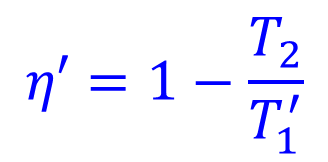 η′ = 1 − T₂/T₁′